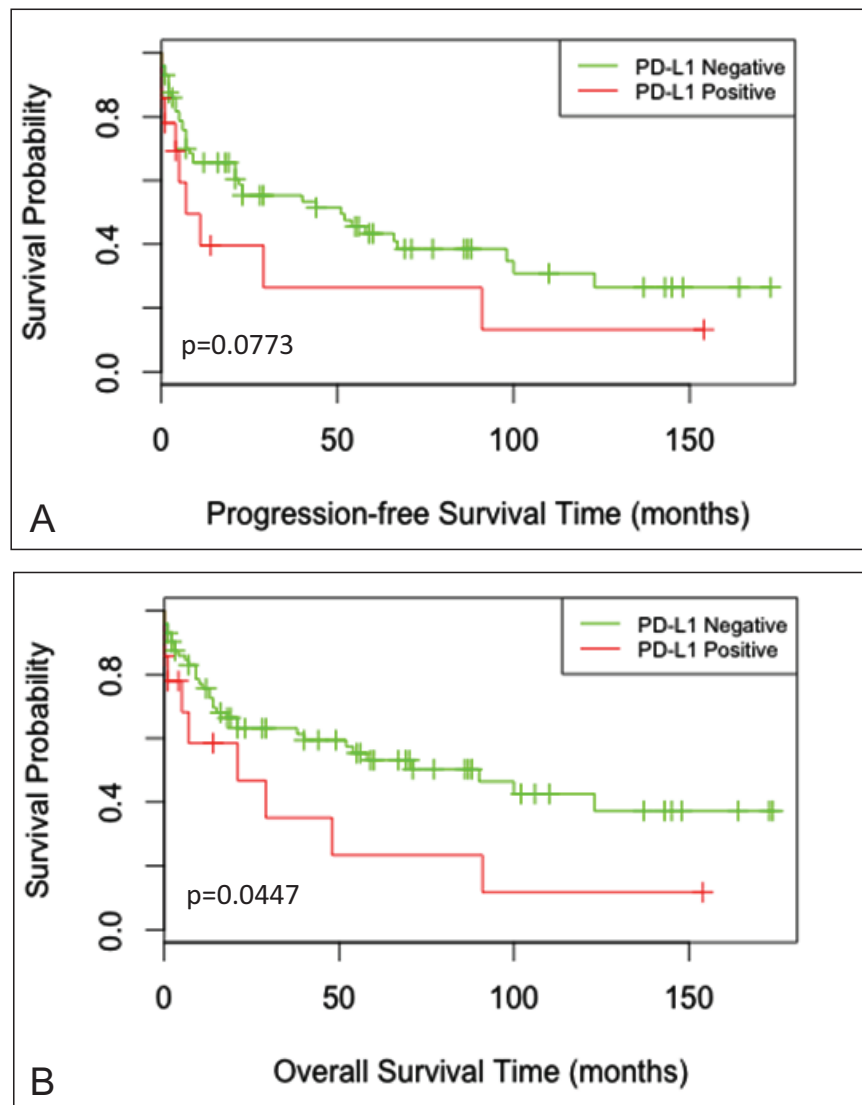 PD-L1 Negative
PD-L1 Positive
Survival Probability
0.8
0.4
0.0
p=0.0773
0 50 100 150
A
Progression-free Survival Time (months)
PD-L1 Negative
PD-L1 Positive
Survival Probability
0.8
0.4
0.0
p=0.0447
0 50 100 150
B
Overall Survival Time (months)